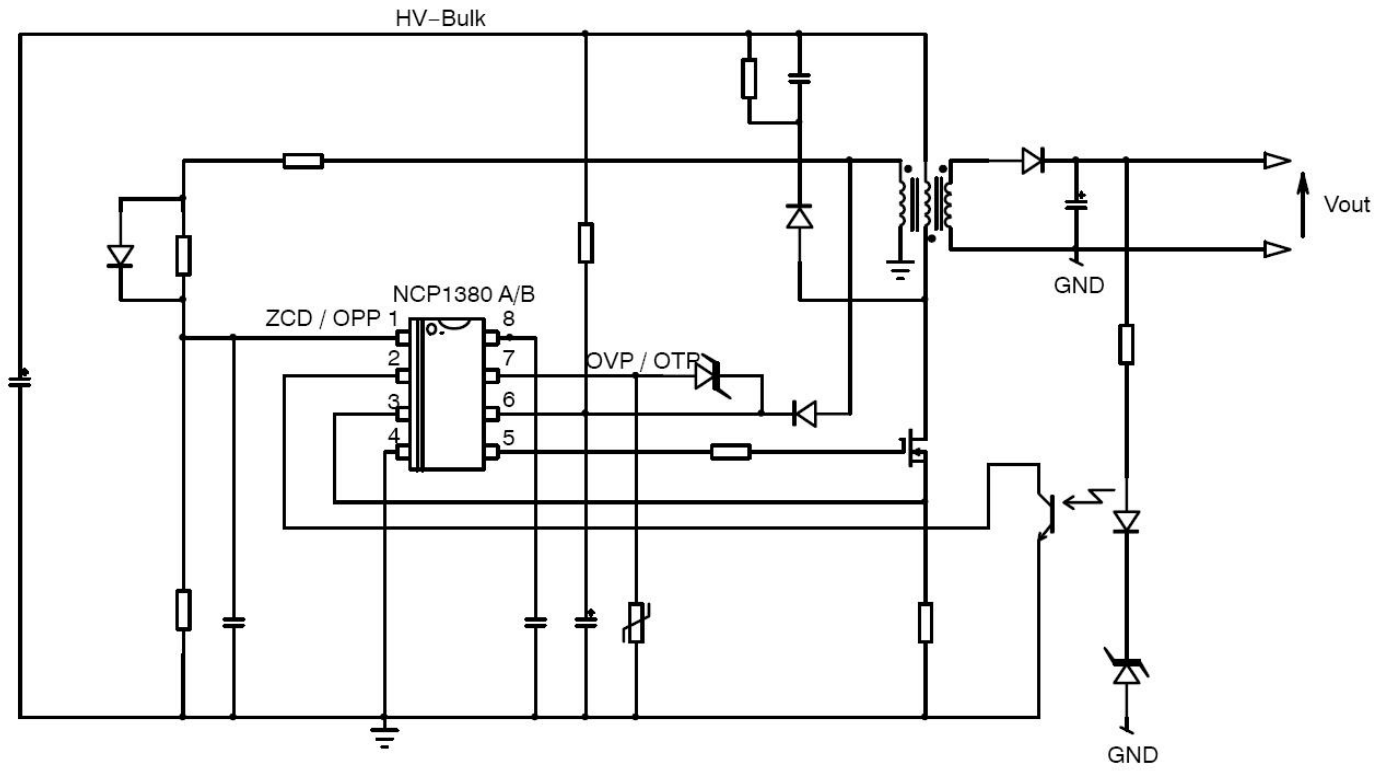 HV−Bulk
Vout
GND
NCP1380 A/B
ZCD / OPP 1
8
2
7
OVP / OTP
3
6
4
5
GND